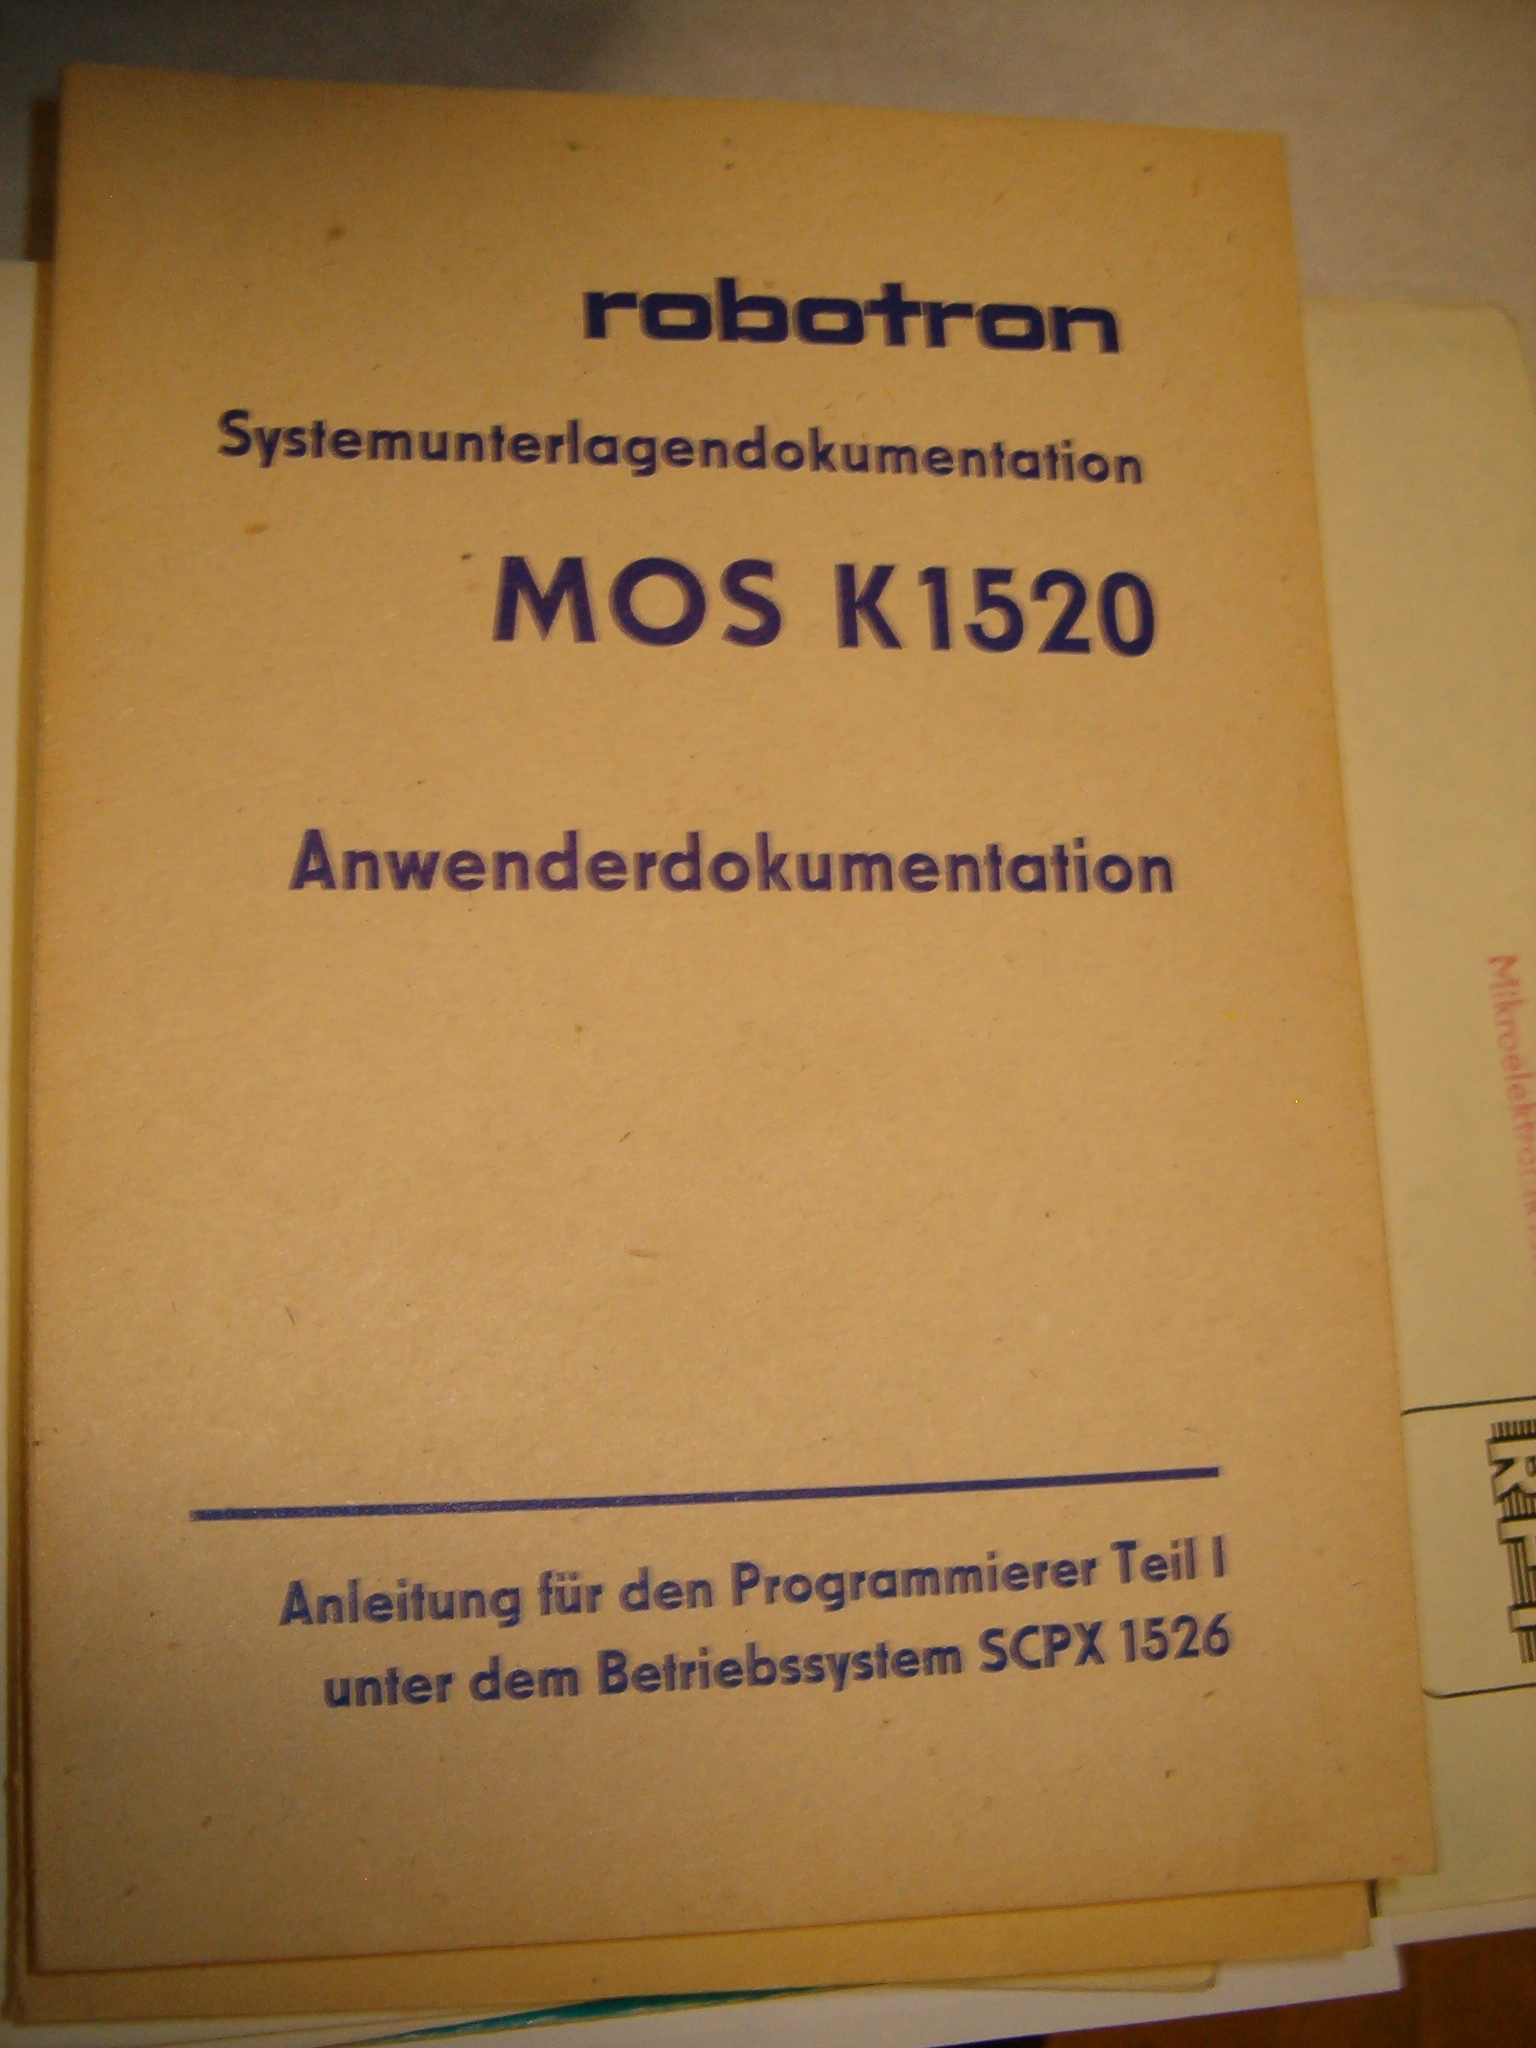 robotron
Systemunterlagendokumentation
MOS K1520
Anwenderdokumentation
Anleitung für den Programmierer Teil I
unter dem Betriebssystem SCPX 1526